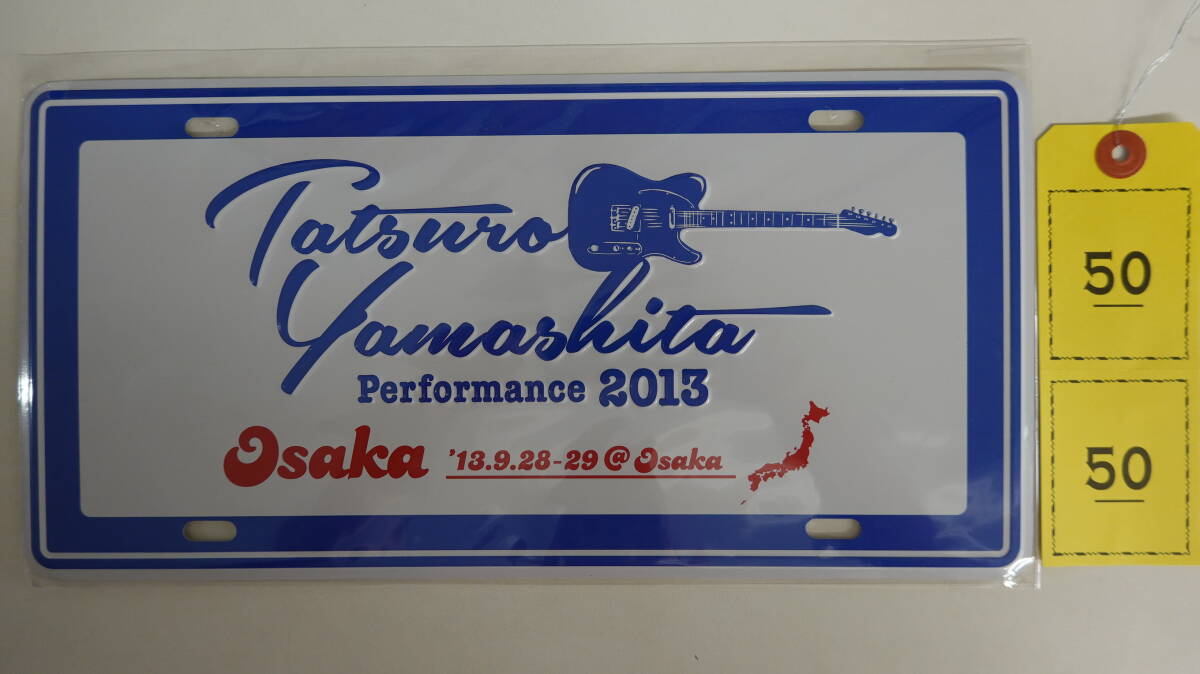 Tatsuro
Yamashita
Performance 2013
Osaka '13.9.28-29 @ Osaka
50
50